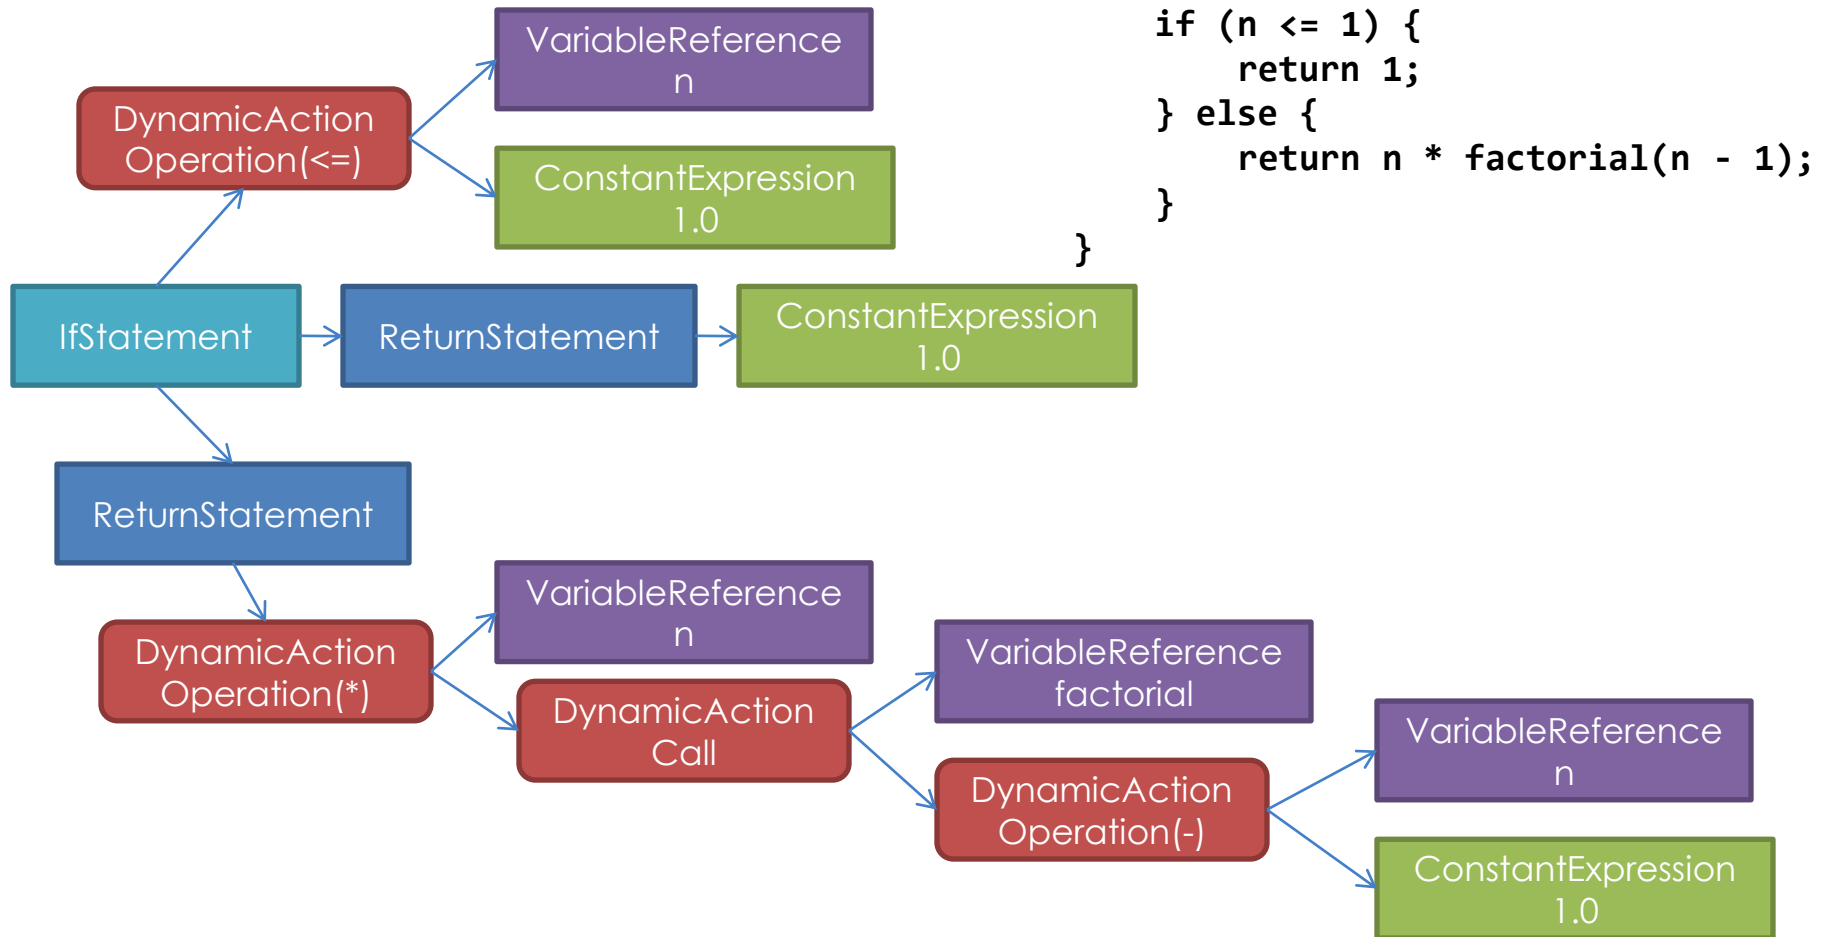 VariableReference
n
if (n <= 1) {
    return 1;
} else {
    return n * factorial(n - 1);
}
}
DynamicAction
Operation(<=)
ConstantExpression
1.0
IfStatement
ReturnStatement
ConstantExpression
1.0
ReturnStatement
DynamicAction
Operation(*)
VariableReference
n
DynamicAction
Call
VariableReference
factorial
DynamicAction
Operation(-)
VariableReference
n
ConstantExpression
1.0